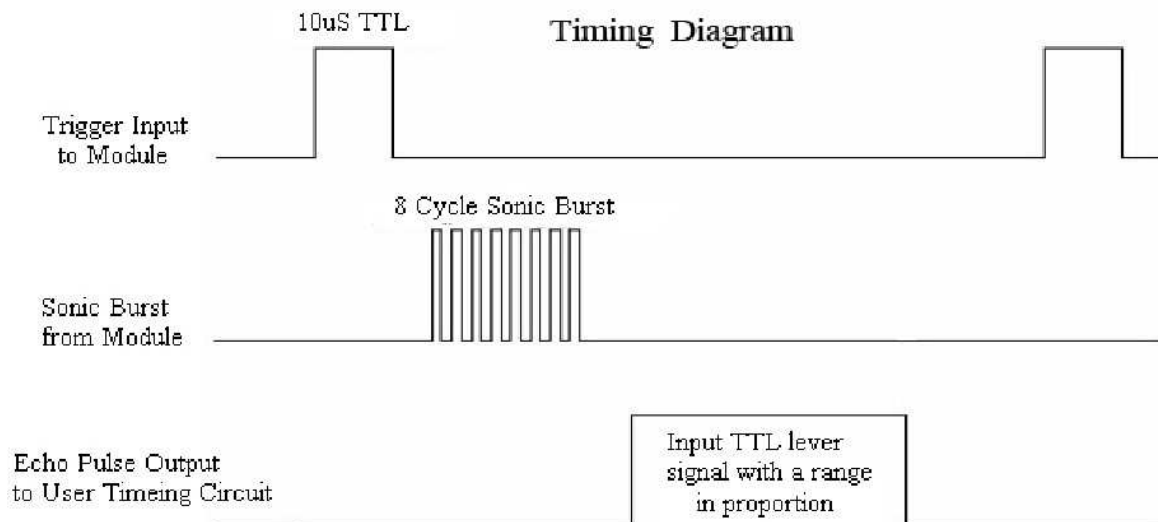 10uS TTL
Timing Diagram
Trigger Input
to Module
8 Cycle Sonic Burst
Sonic Burst
from Module
Echo Pulse Output
to User Timeing Circuit
Input TTL lever
signal with a range
in proportion